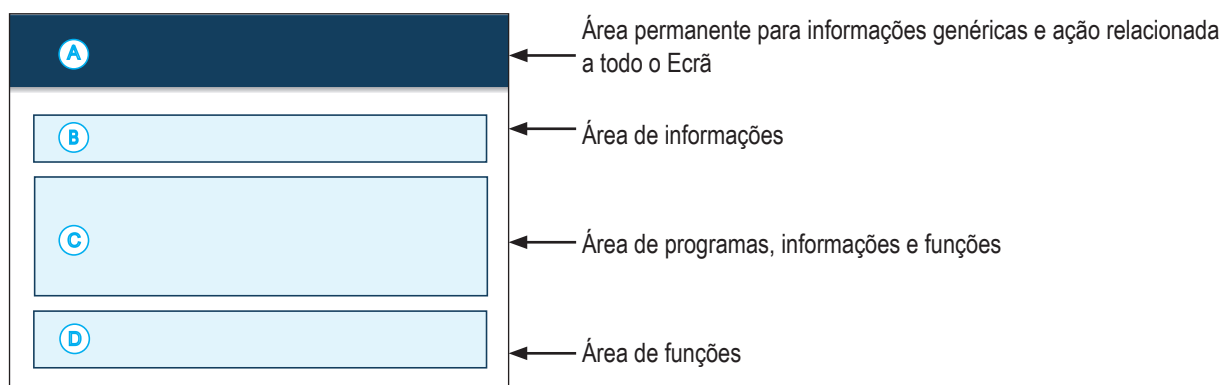 A
Área permanente para informações genéricas e ação relacionada
a todo o Ecrã
B
Área de informações
C
Área de programas, informações e funções
D
Área de funções